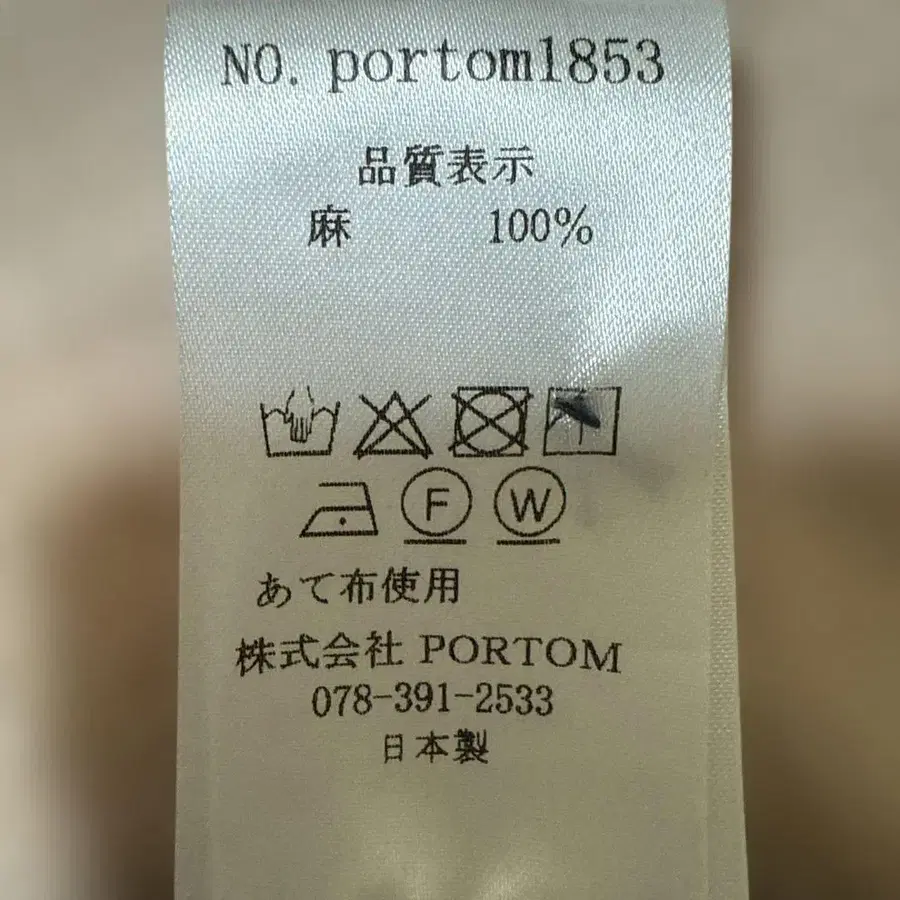 NO. portom1853
品質表示
麻 100%
F W
あて布使用
株式会社 PORTOM
078-391-2533
日本製